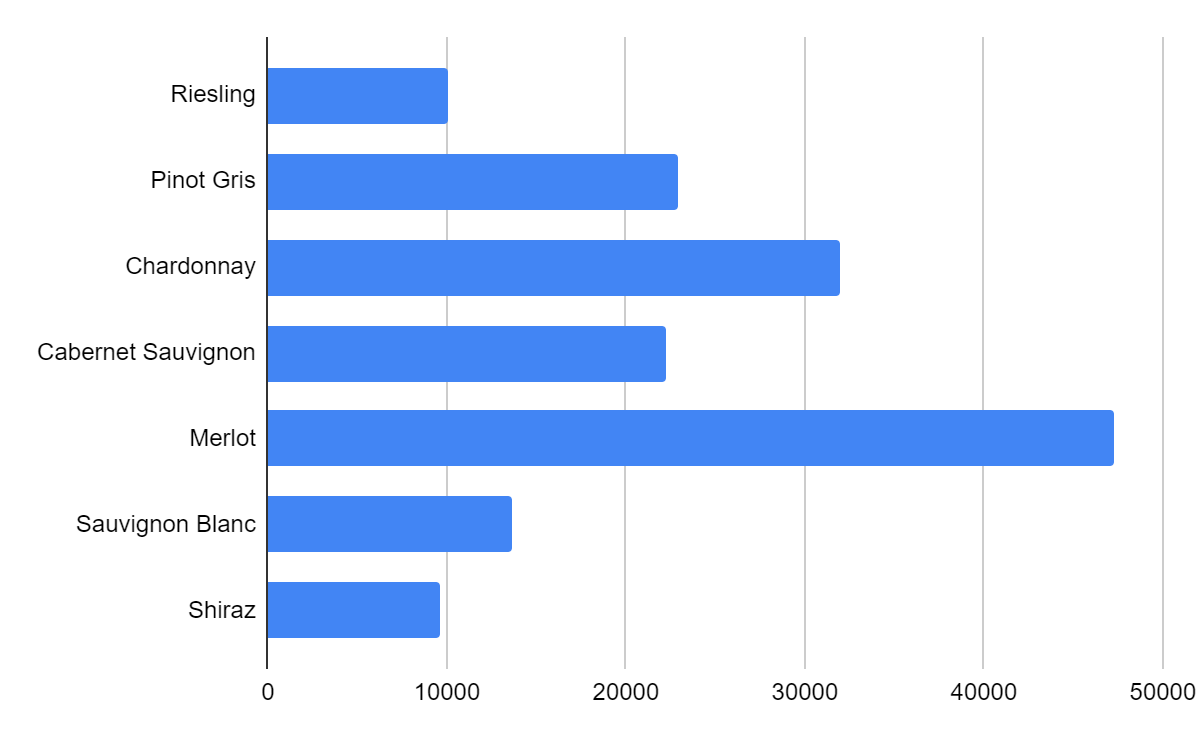 Riesling
Pinot Gris
Chardonnay
Cabernet Sauvignon
Merlot
Sauvignon Blanc
Shiraz
0 10000 20000 30000 40000 50000